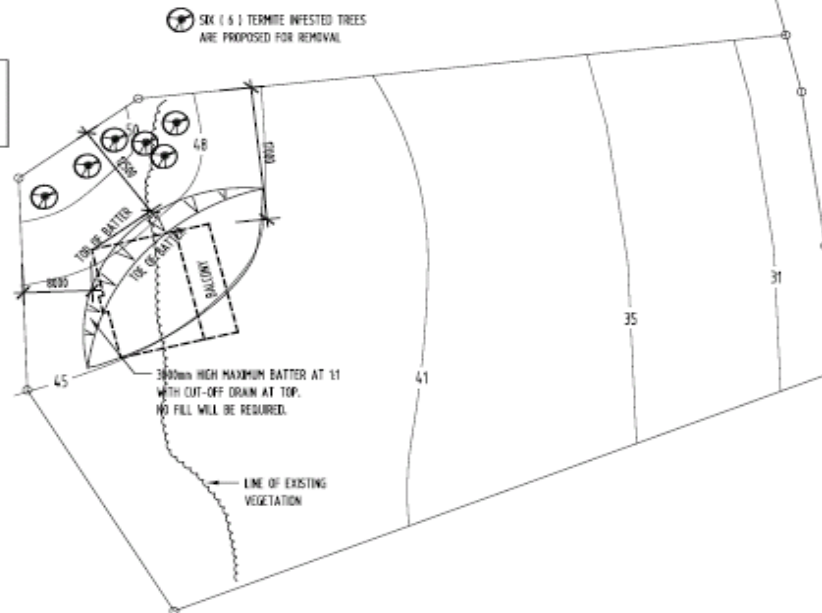 SIX ( 6 ) TERMITE INFESTED TREES
ARE PROPOSED FOR REMOVAL
50
48
12500
TOP OF BATTER
TOE OF BATTER
BALCONY
8000
31
35
45
41
3000mm HIGH MAXIMUM BATTER AT 1:1
WITH CUT-OFF DRAIN AT TOP.
NO FILL WILL BE REQUIRED.
LINE OF EXISTING
VEGETATION